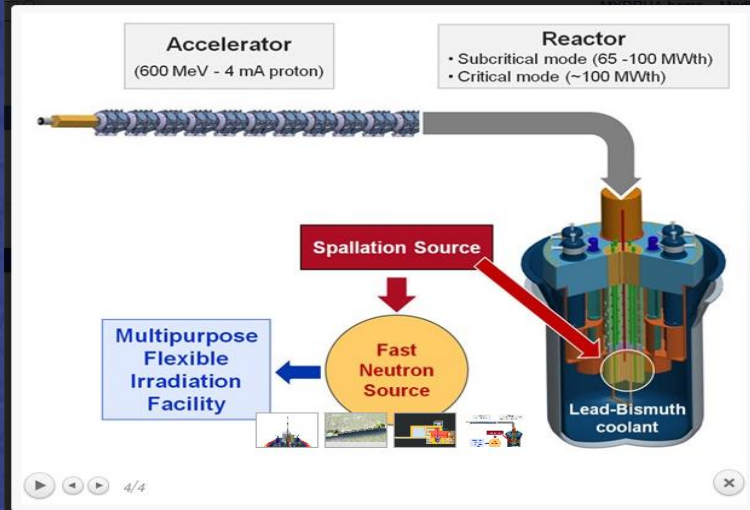 Accelerator
(600 MeV - 4 mA proton)
Reactor
• Subcritical mode (65 -100 MWth)
• Critical mode (~100 MWth)
Spallation Source
Multipurpose
Flexible
Irradiation
Facility
Fast
Neutron
Source
Lead-Bismuth
coolant
4/4